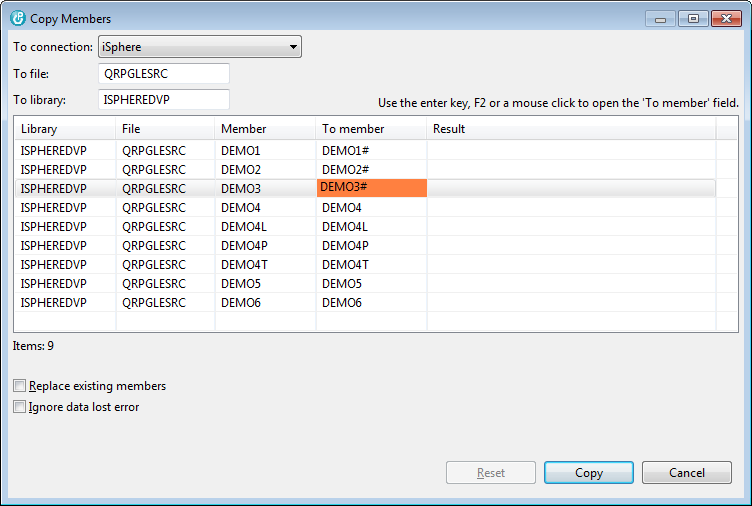 Copy Members
To connection: iSphere
To file: QRPGLESRC
To library: ISPHEREDVP
Use the enter key, F2 or a mouse click to open the 'To member' field.
Library File Member To member Result
ISPHEREDVP QRPGLESRC DEMO1 DEMO1#
ISPHEREDVP QRPGLESRC DEMO2 DEMO2#
ISPHEREDVP QRPGLESRC DEMO3 DEMO3#
ISPHEREDVP QRPGLESRC DEMO4 DEMO4
ISPHEREDVP QRPGLESRC DEMO4L DEMO4L
ISPHEREDVP QRPGLESRC DEMO4P DEMO4P
ISPHEREDVP QRPGLESRC DEMO4T DEMO4T
ISPHEREDVP QRPGLESRC DEMO5 DEMO5
ISPHEREDVP QRPGLESRC DEMO6 DEMO6
Items: 9
Replace existing members
Ignore data lost error
Reset Copy Cancel